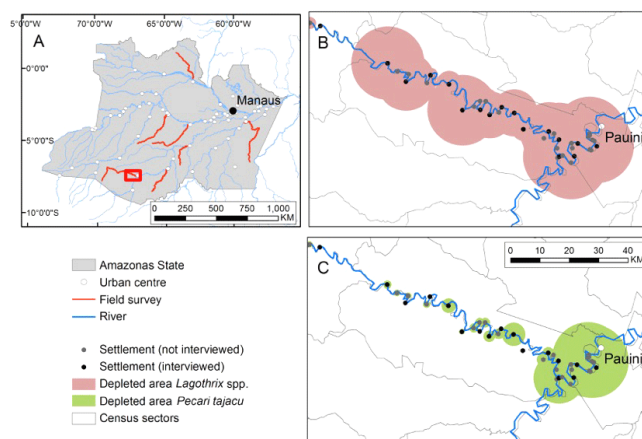 75°0'0"W 70°0'0"W 65°0'0"W 60°0'0"W
A
0°0'0"
5°0'0"S
10°0'0"S
Manaus
0 250 500 750 1,000
KM
B
Pauini
Amazonas State
Urban centre
Field survey
River
Settlement (not interviewed)
Settlement (interviewed)
Depleted area Lagothrix spp.
Depleted area Pecari tajacu
Census sectors
C
0 10 20 30 40
KM
Pauini